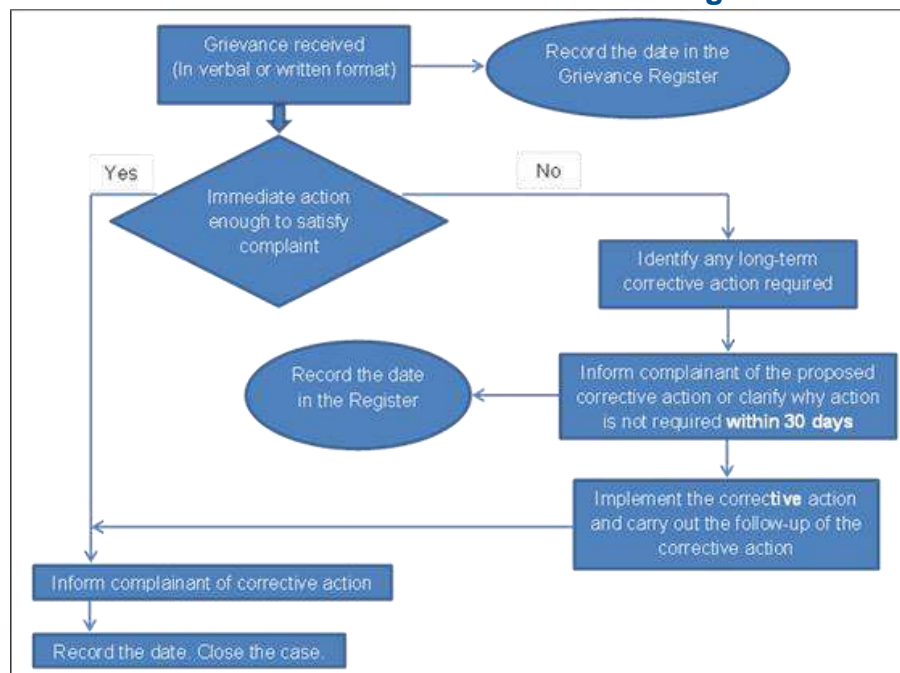 Grievance received
(In verbal or written format)
Record the date in the
Grievance Register
Yes
No
Immediate action
enough to satisfy
complaint
Identify any long-term
corrective action required
Inform complainant of the proposed
corrective action or clarify why action
is not required within 30 days
Record the date
in the Register
Implement the corrective action
and carry out the follow-up of the
corrective action
Inform complainant of corrective action
Record the date. Close the case.